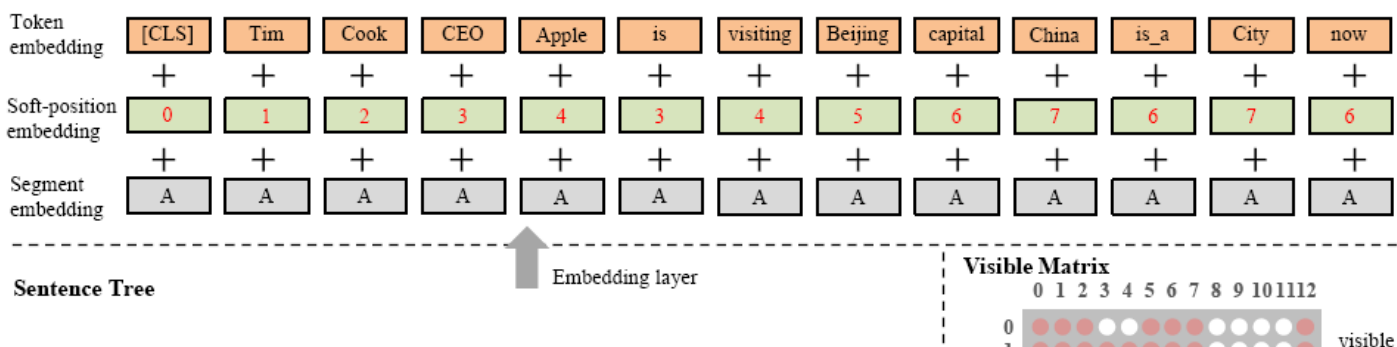 Token embedding [CLS] Tim Cook CEO Apple is visiting Beijing capital China is_a City now
+ + + + + + + + + + + + +
Soft-position embedding 0 1 2 3 4 3 4 5 6 7 6 7 6
+ + + + + + + + + + + + +
Segment embedding A A A A A A A A A A A A A
Embedding layer
Sentence Tree
Visible Matrix
0 1 2 3 4 5 6 7 8 9 10 11 12
0
visible